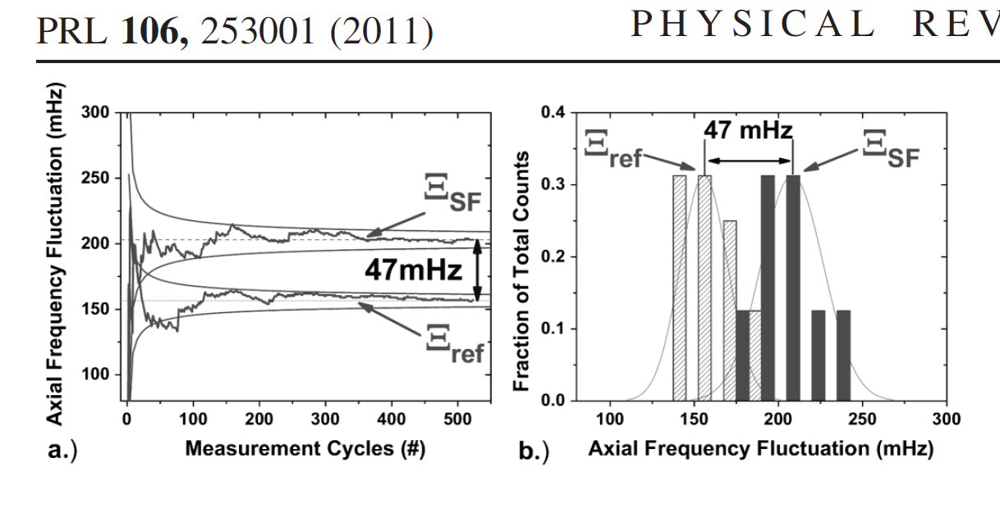 PRL 106, 253001 (2011)
PHYSICAL REV
Axial Frequency Fluctuation (mHz)
300
250
200
150
100
Ξ SF
47mHz
Ξ ref
0 100 200 300 400 500
a.) Measurement Cycles (#)
Fraction of Total Counts
0.4
0.3
0.2
0.1
0.0
47 mHz
Ξ ref
Ξ SF
100 150 200 250 300
b.) Axial Frequency Fluctuation (mHz)